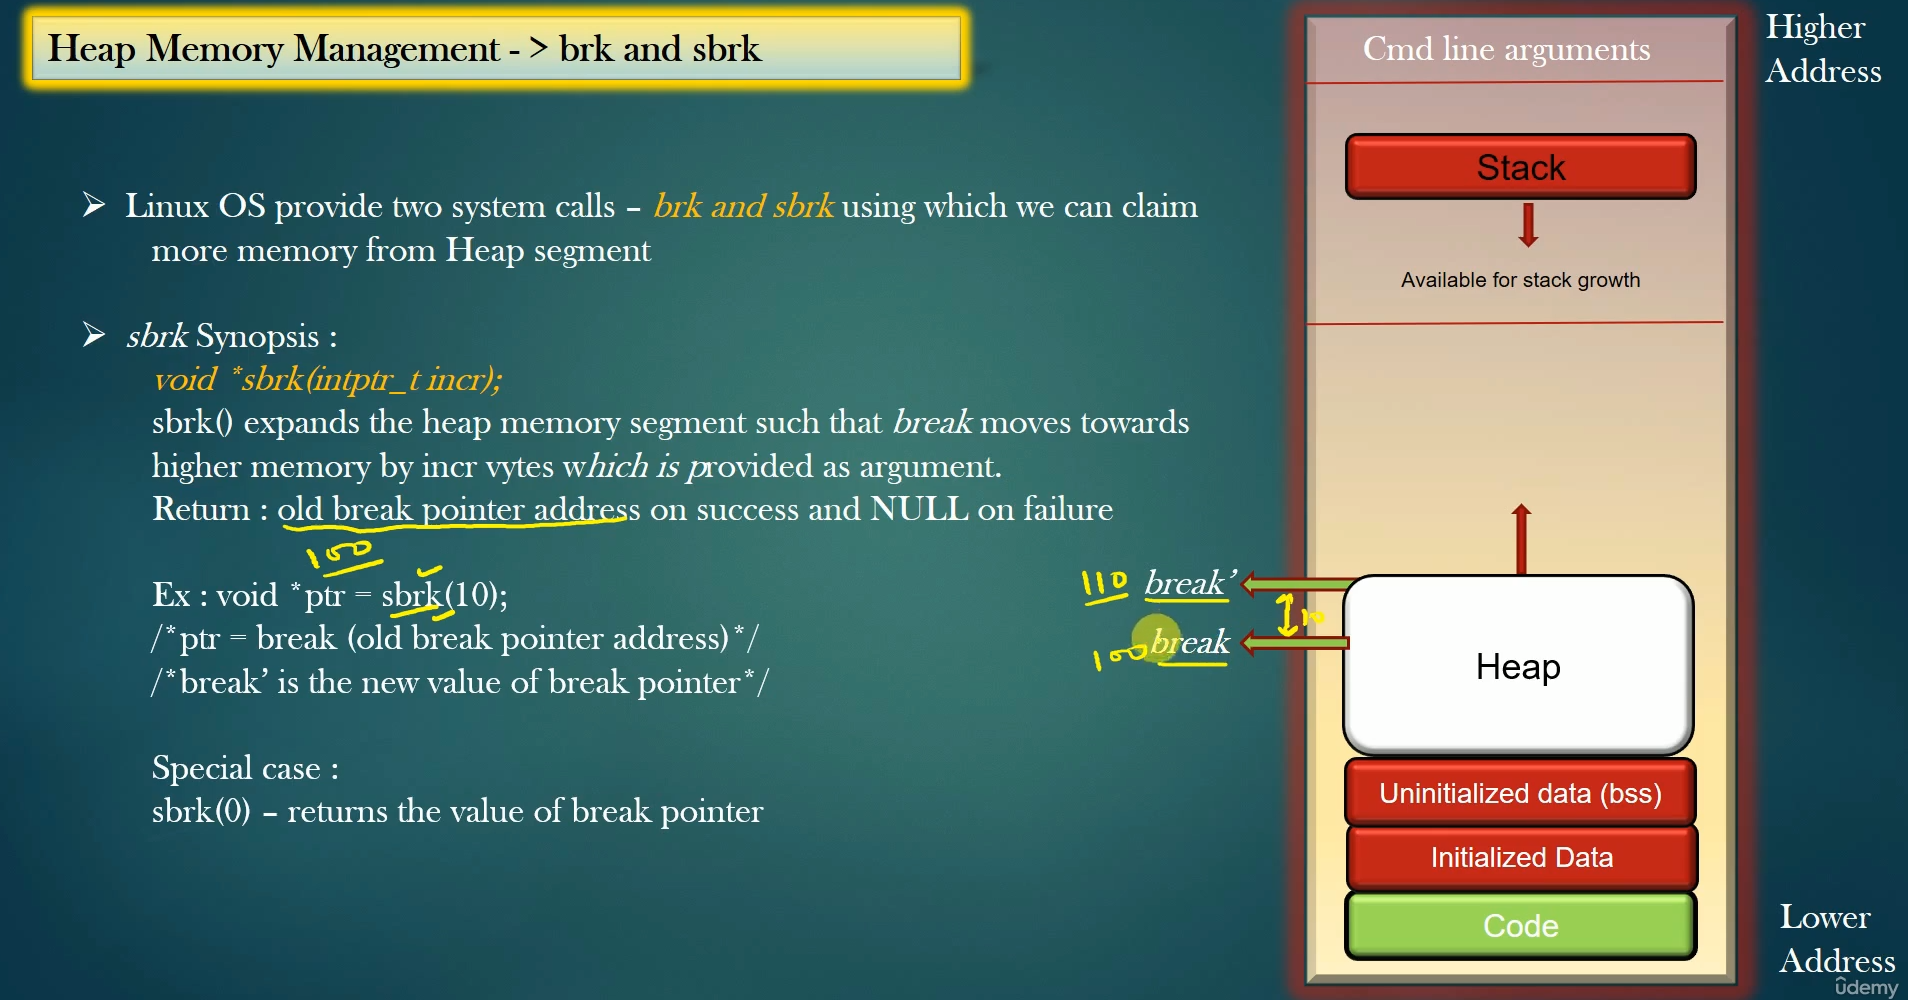 Heap Memory Management - > brk and sbrk
➢ Linux OS provide two system calls – brk and sbrk using which we can claim
more memory from Heap segment
➢ sbrk Synopsis :
void *sbrk(intptr_t incr);
sbrk() expands the heap memory segment such that break moves towards
higher memory by incr vytes which is provided as argument.
Return : old break pointer address on success and NULL on failure
100
Ex : void *ptr = sbrk(10);
/*ptr = break (old break pointer address)*/
/*break’ is the new value of break pointer*/
Special case :
sbrk(0) – returns the value of break pointer
110 break’
10
100 break
Cmd line arguments
Stack
Available for stack growth
Heap
Uninitialized data (bss)
Initialized Data
Code
Higher
Address
Lower
Address
ûdemy